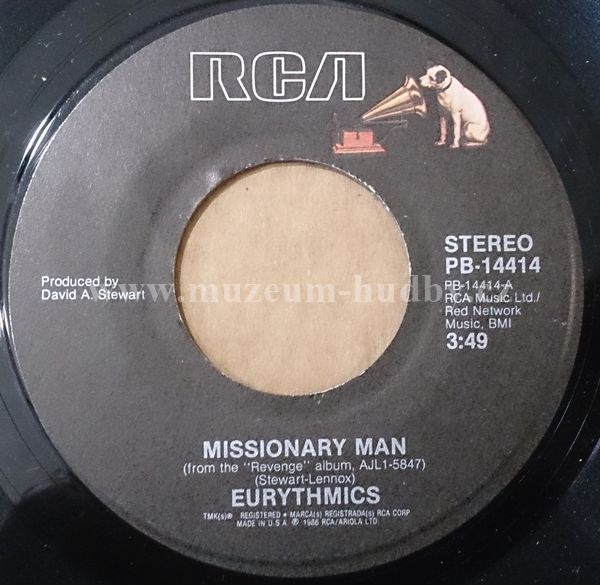 RCA
STEREO
PB-14414
PB-14414-A
RCA Music Ltd./
Red Network
Music, BMI
3:49
Produced by
David A. Stewart
www.muzeum-hudby
MISSIONARY MAN
(from the "Revenge" album, AJL1-5847)
(Stewart-Lennox)
EURYTHMICS
TMK(s)® REGISTERED • MARCA(s) REGISTRADA(s) RCA CORP
MADE IN U.S.A. ℗ 1986 RCA/ARIOLA LTD